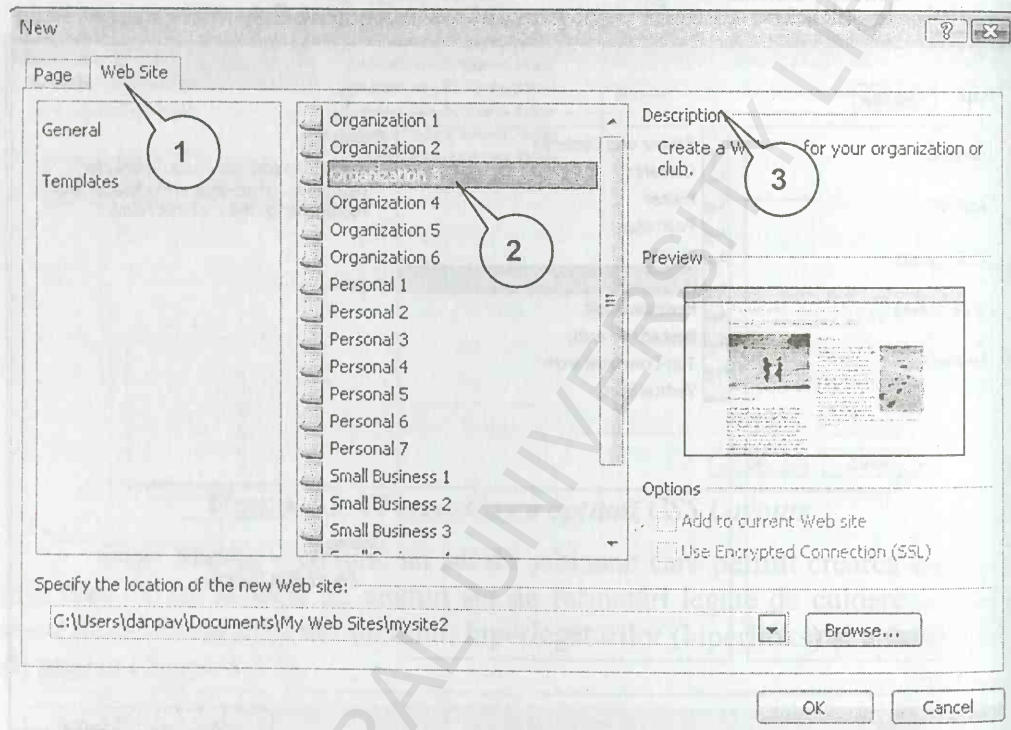 New
Page
Web Site
General
Templates
1
Organization 1
Organization 2
Organization 3
Organization 4
Organization 5
Organization 6
Personal 1
Personal 2
Personal 3
Personal 4
Personal 5
Personal 6
Personal 7
Small Business 1
Small Business 2
Small Business 3
2
Description
Create a W for your organization or
club.
3
Preview
Options
Add to current Web site
Use Encrypted Connection (SSL)
Specify the location of the new Web site:
C:\Users\danpav\Documents\My Web Sites\mysite2
Browse...
OK
Cancel
UNIVERSITY